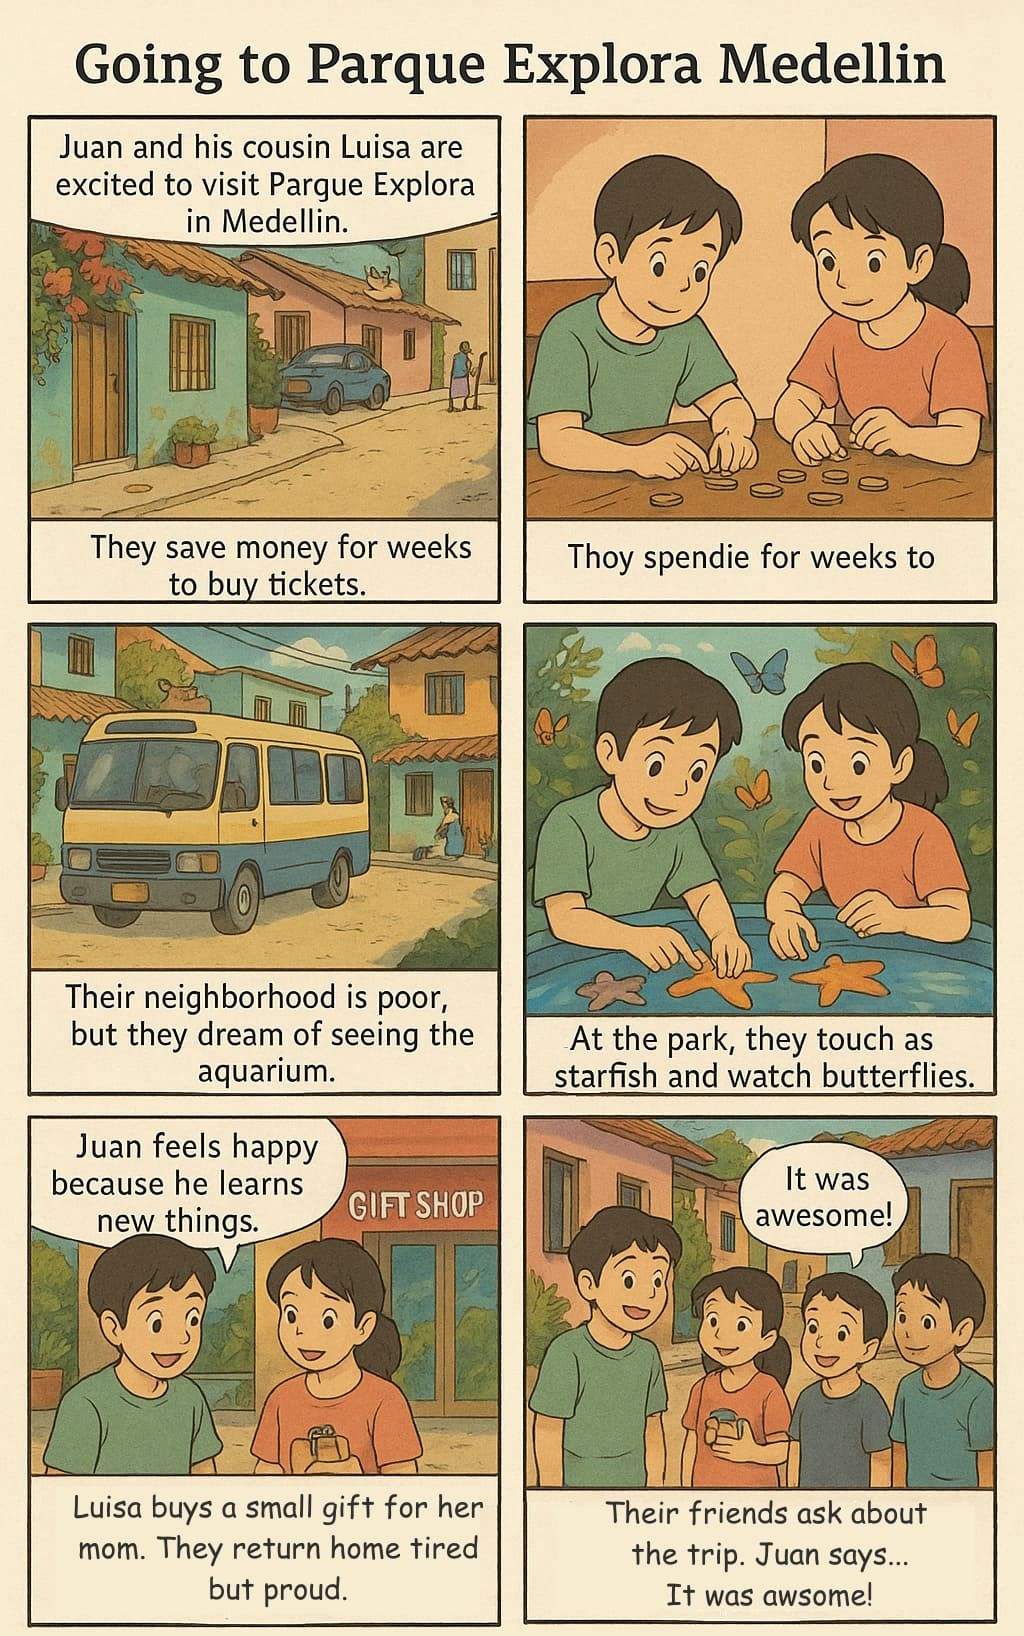 Going to Parque Explora Medellin
Juan and his cousin Luisa are
excited to visit Parque Explora
in Medellin.
They save money for weeks
to buy tickets.
Thoy spendie for weeks to
Their neighborhood is poor,
but they dream of seeing the
aquarium.
At the park, they touch as
starfish and watch butterflies.
Juan feels happy
because he learns
new things.
GIFT SHOP
Luisa buys a small gift for her
mom. They return home tired
but proud.
It was
awesome!
Their friends ask about
the trip. Juan says...
It was awsome!